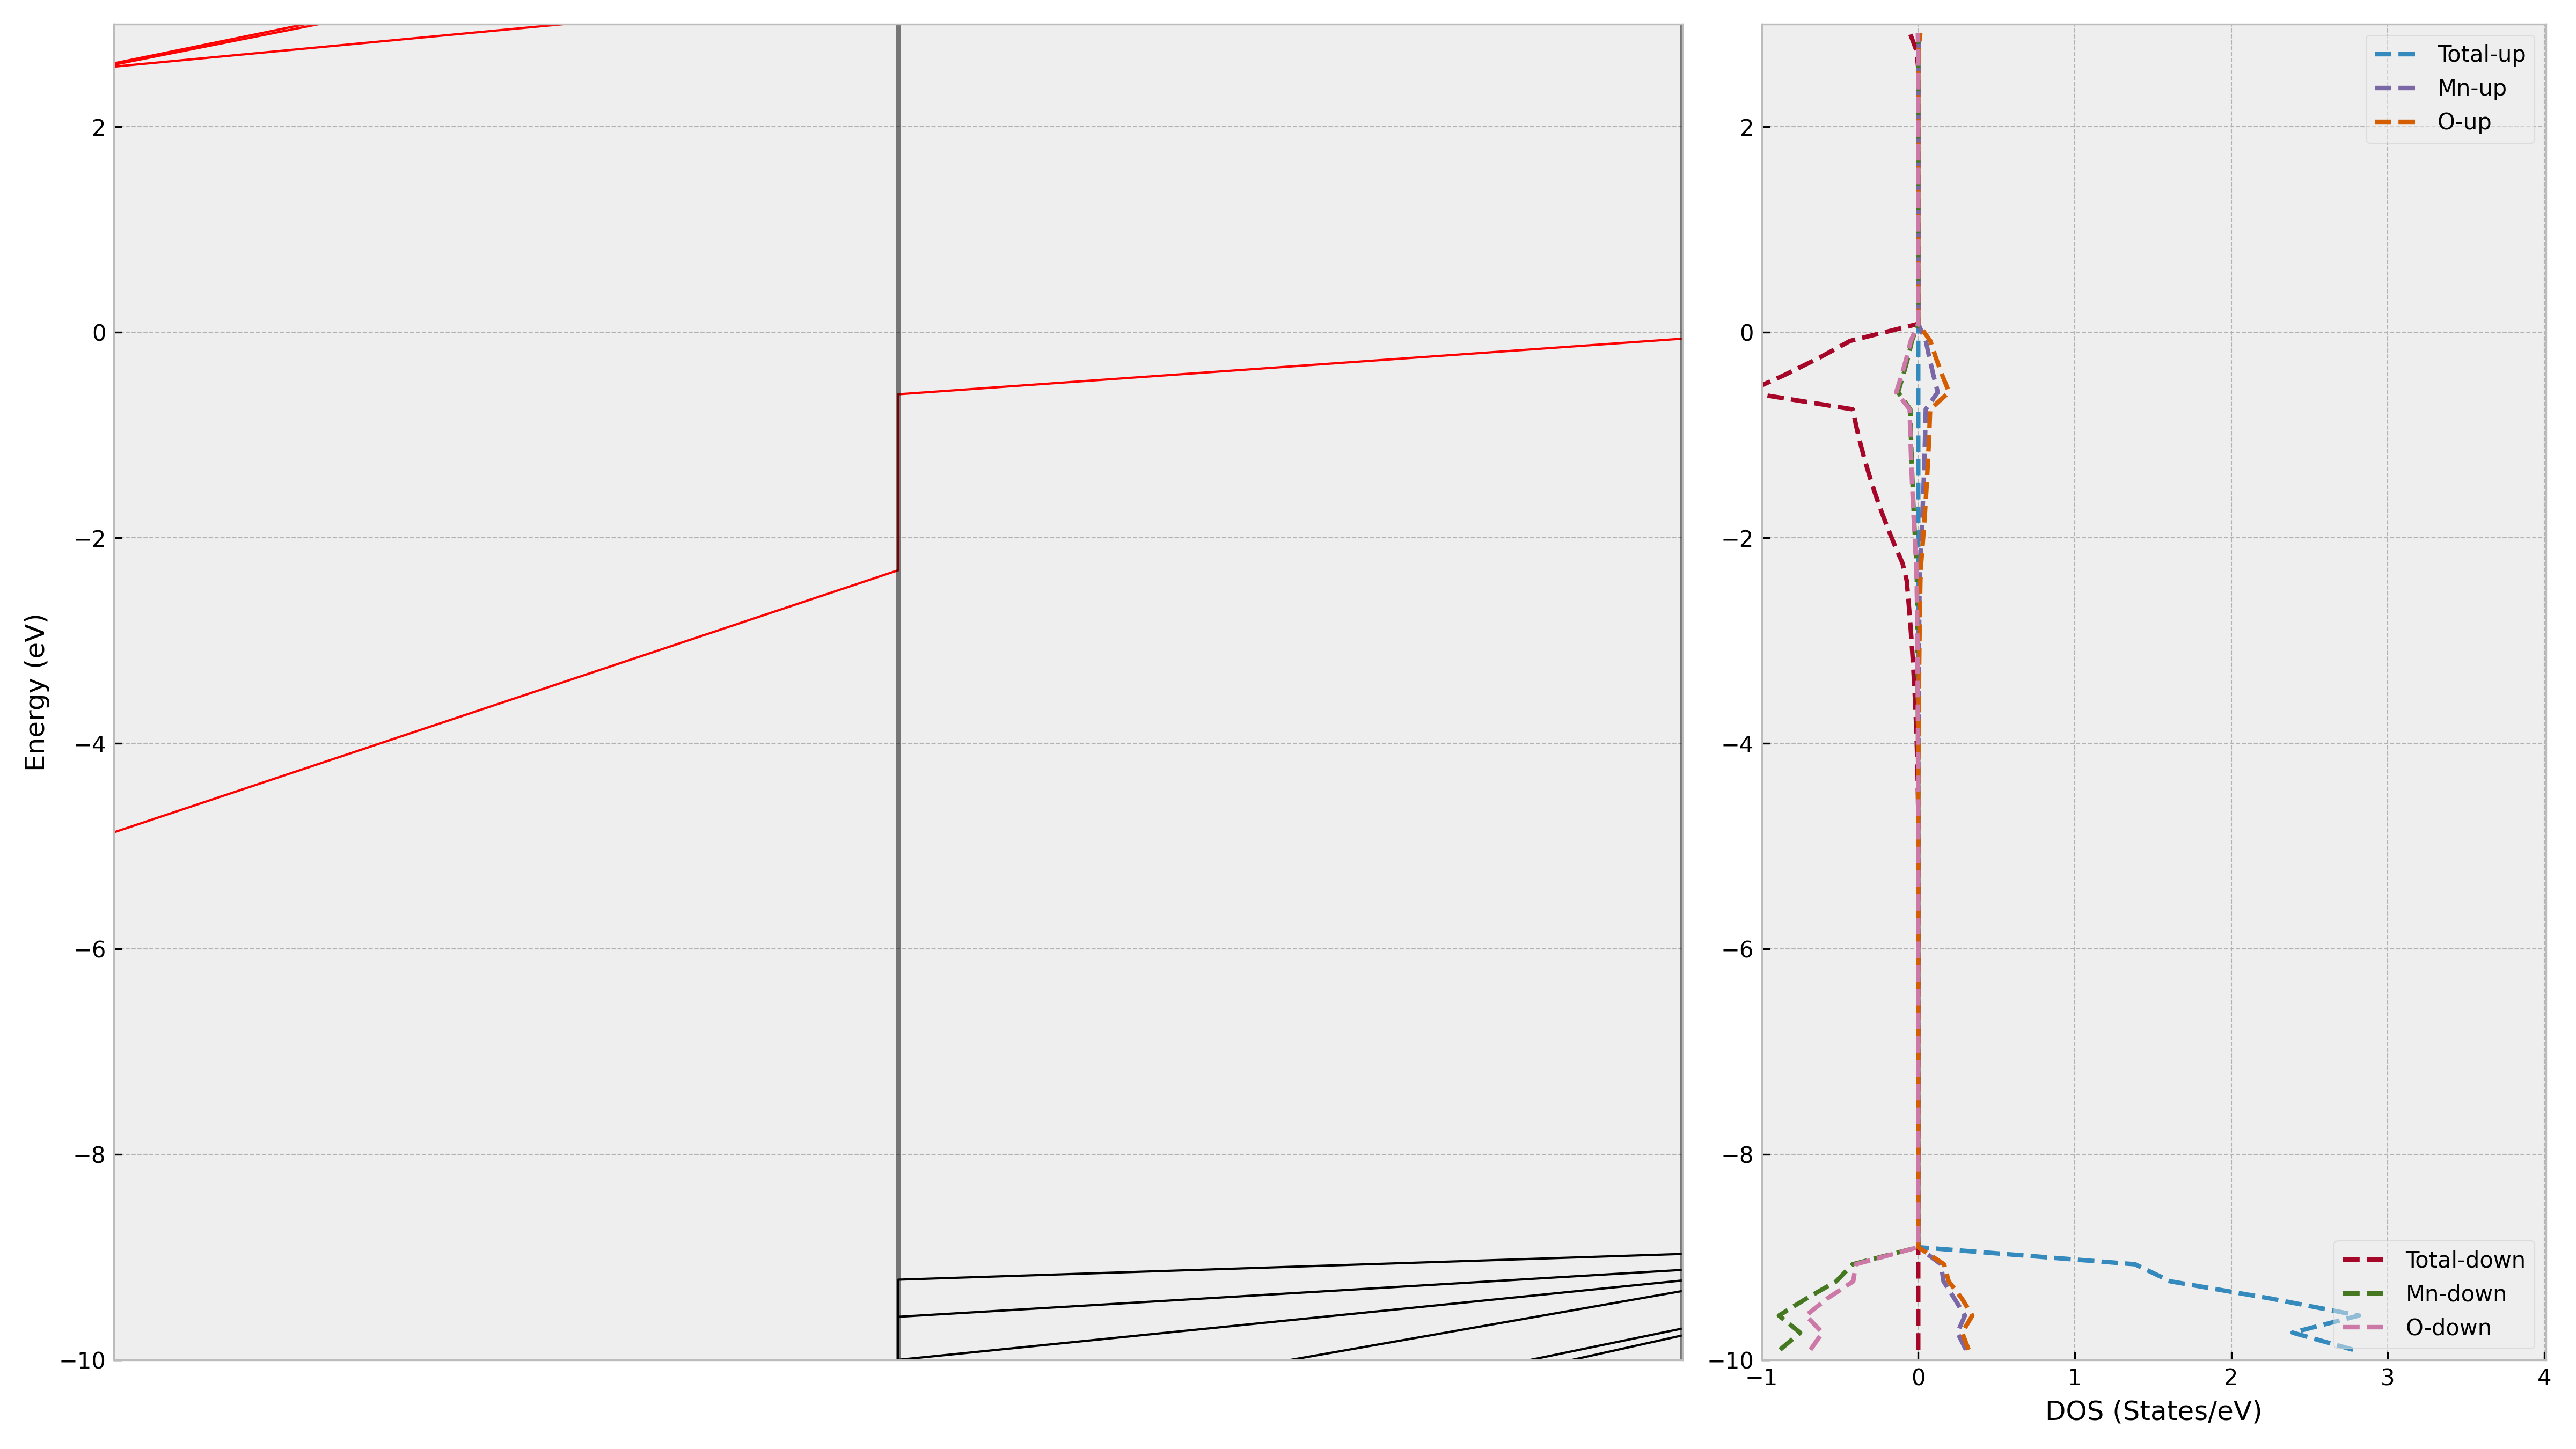 Energy (eV)
2
0
−2
−4
−6
−8
−10
2
0
−2
−4
−6
−8
−10
Total-up
Mn-up
O-up
Total-down
Mn-down
O-down
−1 0 1 2 3 4
DOS (States/eV)